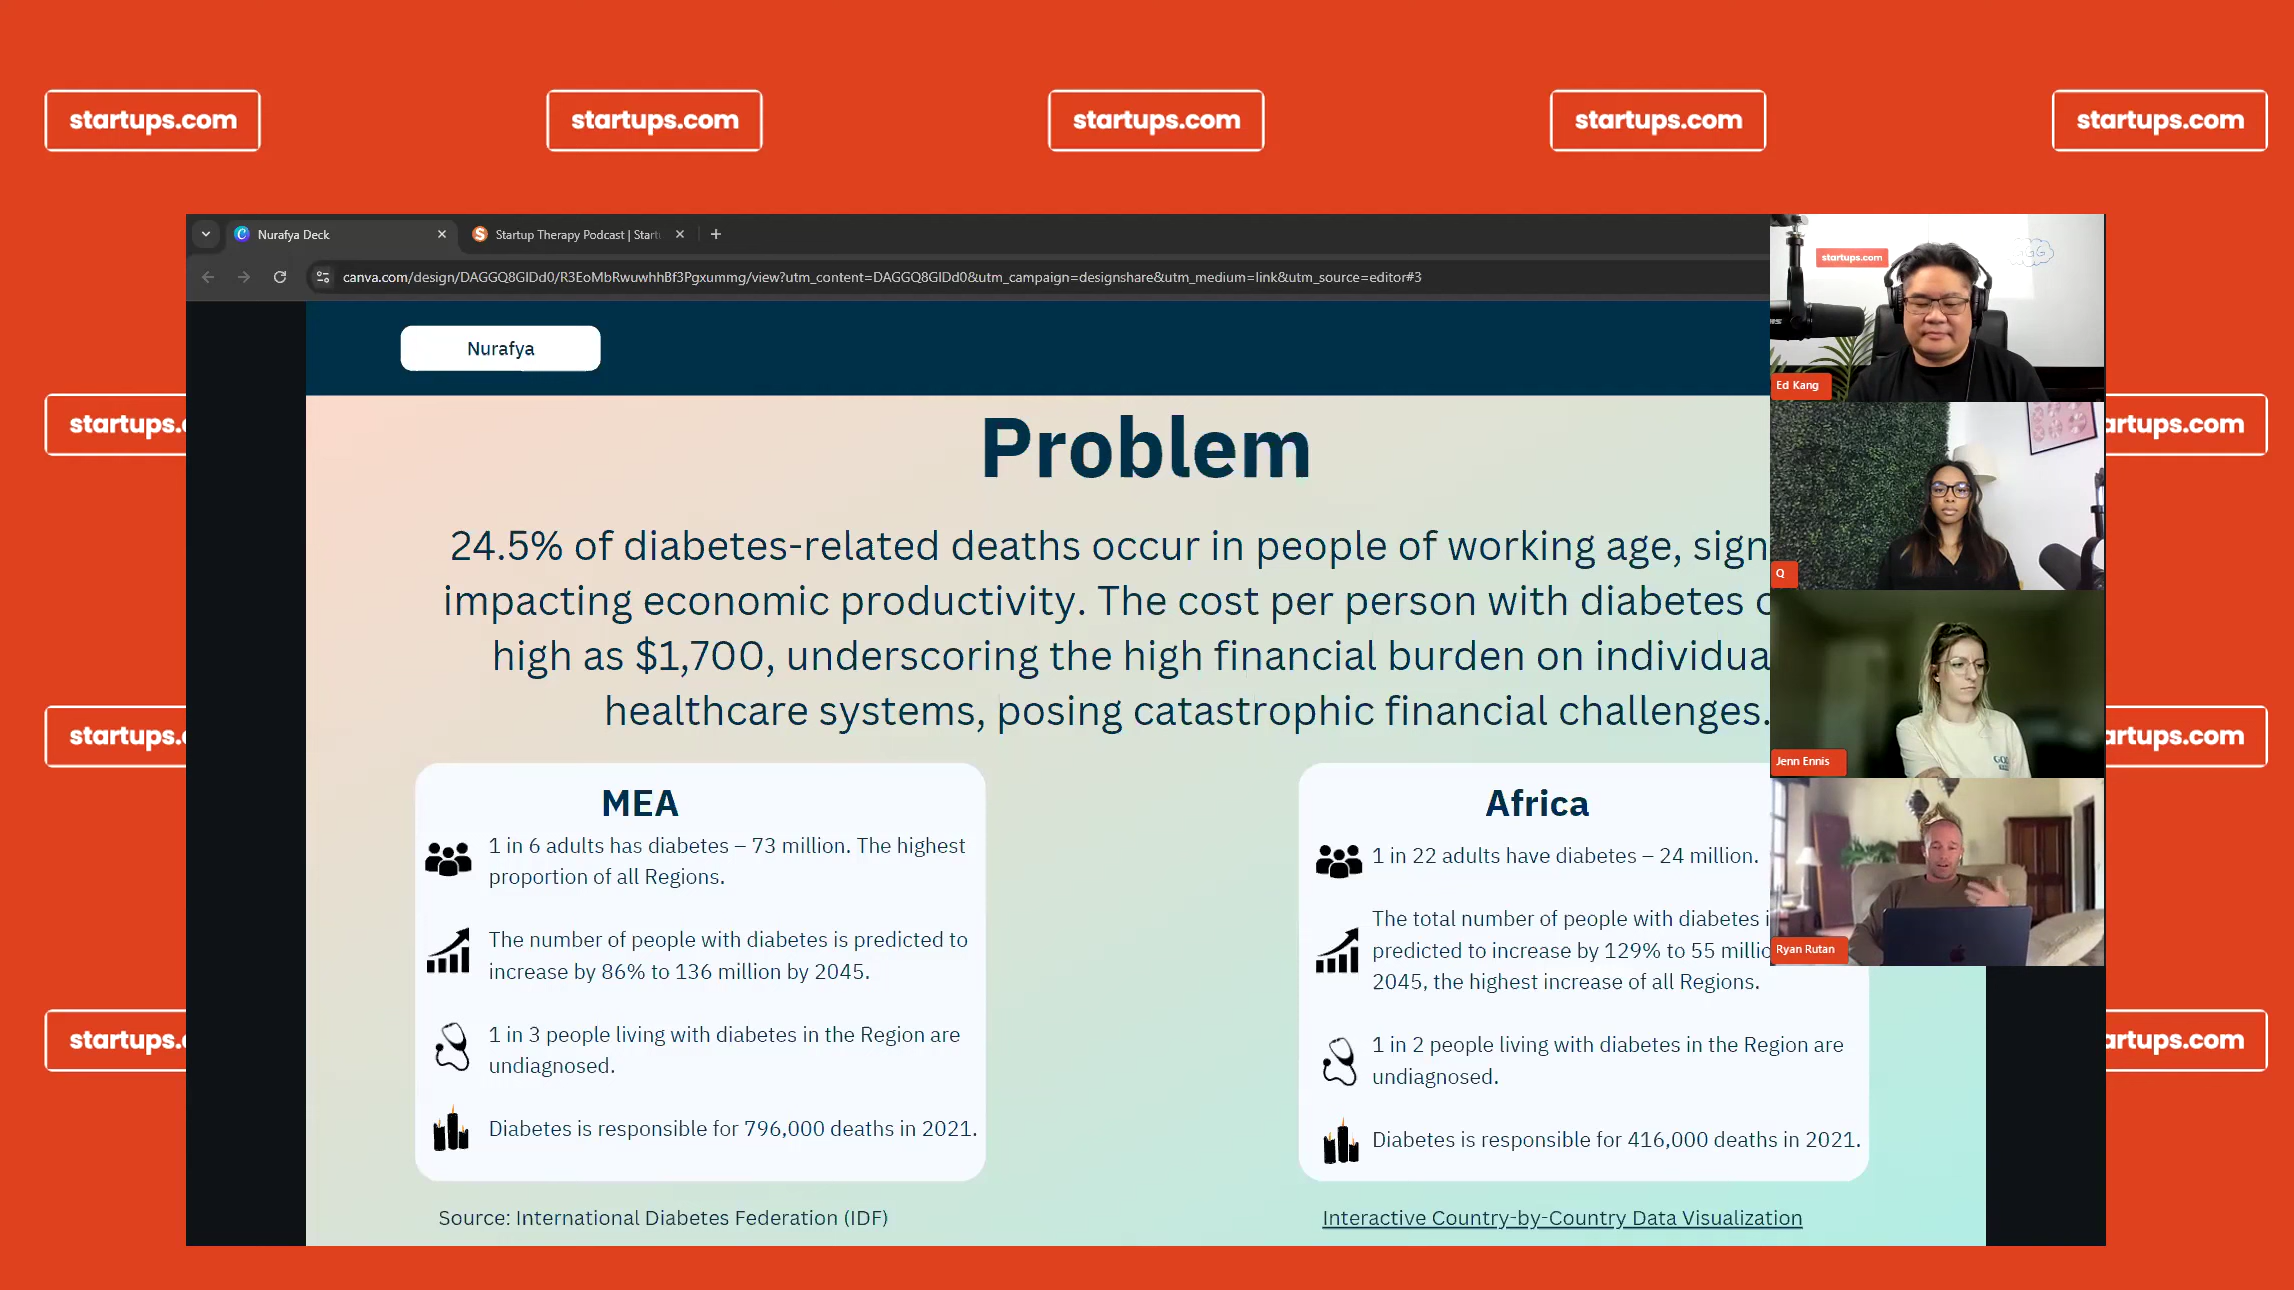 startups.com startups.com startups.com startups.com startups.com
Nurafya Deck
Startup Therapy Podcast | Start
canva.com/design/DAGGQ8GlDd0/R3EoMbRwuwhhBf3Pgxummg/view?utm_content=DAGGQ8GlDd0&utm_campaign=designshare&utm_medium=link&utm_source=editor#3
startups.com
Ed Kang
Nurafya
startups. startups.com
Q
Problem
24.5% of diabetes-related deaths occur in people of working age, sign
impacting economic productivity. The cost per person with diabetes
high as $1,700, underscoring the high financial burden on individua
healthcare systems, posing catastrophic financial challenges.
startups. startups.com
Jenn Ennis
Ryan Rutan
MEA
1 in 6 adults has diabetes – 73 million. The highest
proportion of all Regions.
The number of people with diabetes is predicted to
increase by 86% to 136 million by 2045.
1 in 3 people living with diabetes in the Region are
undiagnosed.
Diabetes is responsible for 796,000 deaths in 2021.
Source: International Diabetes Federation (IDF)
Africa
1 in 22 adults have diabetes – 24 million.
The total number of people with diabetes i
predicted to increase by 129% to 55 millio
2045, the highest increase of all Regions.
1 in 2 people living with diabetes in the Region are
undiagnosed.
Diabetes is responsible for 416,000 deaths in 2021.
Interactive Country-by-Country Data Visualization
startups. startups.com